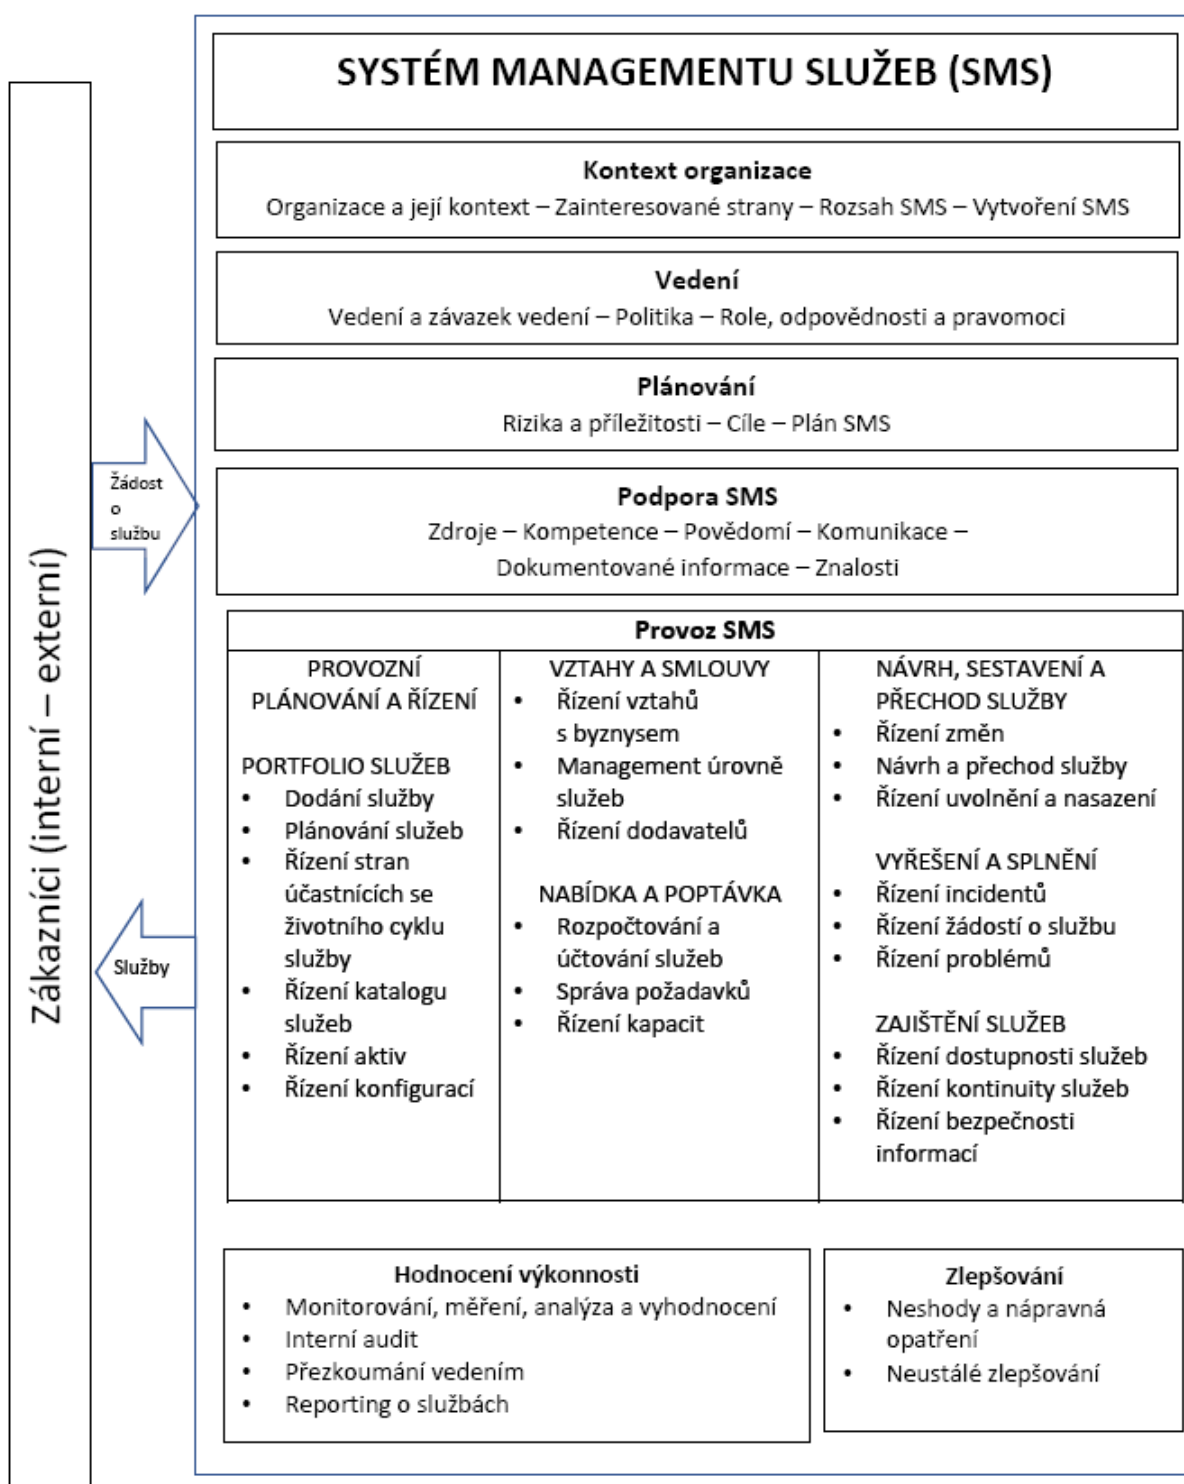 SYSTÉM MANAGEMENTU SLUŽEB (SMS)
Kontext organizace
Organizace a její kontext – Zainteresované strany – Rozsah SMS – Vytvoření SMS
Vedení
Vedení a závazek vedení – Politika – Role, odpovědnosti a pravomoci
Plánování
Rizika a příležitosti – Cíle – Plán SMS
Podpora SMS
Zdroje – Kompetence – Povědomí – Komunikace –
Dokumentované informace – Znalosti
Zákazníci (interní – externí)
Žádost
o
službu
Služby
Provoz SMS
PROVOZNÍ
PLÁNOVÁNÍ A ŘÍZENÍ
PORTFOLIO SLUŽEB
• Dodání služby
• Plánování služeb
• Řízení stran
účastnících se
životního cyklu
služby
• Řízení katalogu
služeb
• Řízení aktiv
• Řízení konfigurací
VZTAHY A SMLOUVY
• Řízení vztahů
s byznysem
• Management úrovně
služeb
• Řízení dodavatelů
NABÍDKA A POPTÁVKA
• Rozpočtování a
účtování služeb
• Správa požadavků
• Řízení kapacit
NÁVRH, SESTAVENÍ A
PŘECHOD SLUŽBY
• Řízení změn
• Návrh a přechod služby
• Řízení uvolnění a nasazení
VYŘEŠENÍ A SPLNĚNÍ
• Řízení incidentů
• Řízení žádostí o službu
• Řízení problémů
ZAJIŠTĚNÍ SLUŽEB
• Řízení dostupnosti služeb
• Řízení kontinuity služeb
• Řízení bezpečnosti
informací
Hodnocení výkonnosti
• Monitorování, měření, analýza a vyhodnocení
• Interní audit
• Přezkoumání vedením
• Reporting o službách
Zlepšování
• Neshody a nápravná
opatření
• Neustálé zlepšování